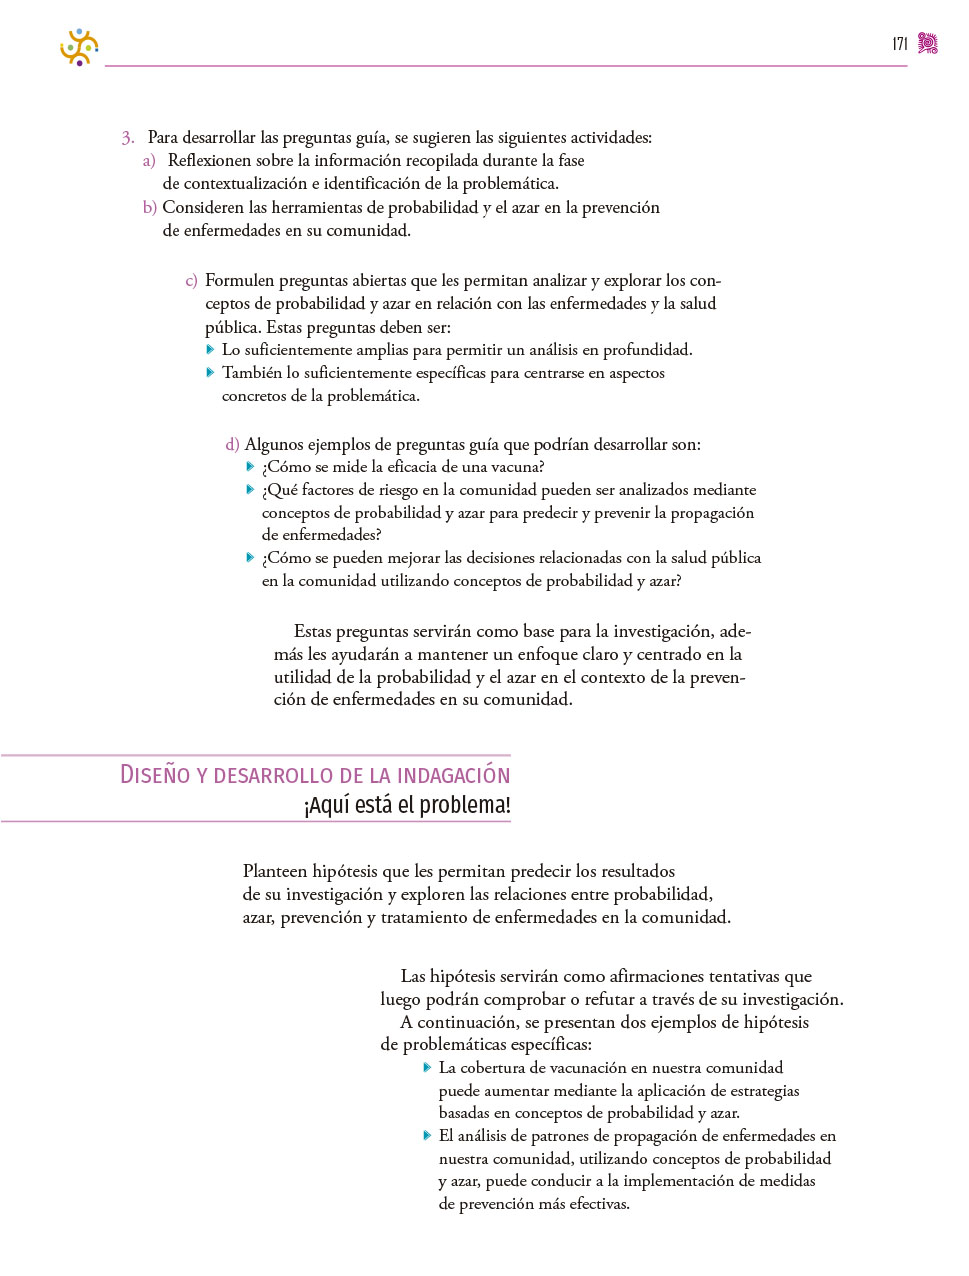 171
3. Para desarrollar las preguntas guía, se sugieren las siguientes actividades:
a) Reflexionen sobre la información recopilada durante la fase
de contextualización e identificación de la problemática.
b) Consideren las herramientas de probabilidad y el azar en la prevención
de enfermedades en su comunidad.
c) Formulen preguntas abiertas que les permitan analizar y explorar los con-
ceptos de probabilidad y azar en relación con las enfermedades y la salud
pública. Estas preguntas deben ser:
Lo suficientemente amplias para permitir un análisis en profundidad.
También lo suficientemente específicas para centrarse en aspectos
concretos de la problemática.
d) Algunos ejemplos de preguntas guía que podrían desarrollar son:
¿Cómo se mide la eficacia de una vacuna?
¿Qué factores de riesgo en la comunidad pueden ser analizados mediante
conceptos de probabilidad y azar para predecir y prevenir la propagación
de enfermedades?
¿Cómo se pueden mejorar las decisiones relacionadas con la salud pública
en la comunidad utilizando conceptos de probabilidad y azar?
Estas preguntas servirán como base para la investigación, ade-
más les ayudarán a mantener un enfoque claro y centrado en la
utilidad de la probabilidad y el azar en el contexto de la preven-
ción de enfermedades en su comunidad.
Diseño y desarrollo de la indagación
¡Aquí está el problema!
Planteen hipótesis que les permitan predecir los resultados
de su investigación y exploren las relaciones entre probabilidad,
azar, prevención y tratamiento de enfermedades en la comunidad.
Las hipótesis servirán como afirmaciones tentativas que
luego podrán comprobar o refutar a través de su investigación.
A continuación, se presentan dos ejemplos de hipótesis
de problemáticas específicas:
La cobertura de vacunación en nuestra comunidad
puede aumentar mediante la aplicación de estrategias
basadas en conceptos de probabilidad y azar.
El análisis de patrones de propagación de enfermedades en
nuestra comunidad, utilizando conceptos de probabilidad
y azar, puede conducir a la implementación de medidas
de prevención más efectivas.